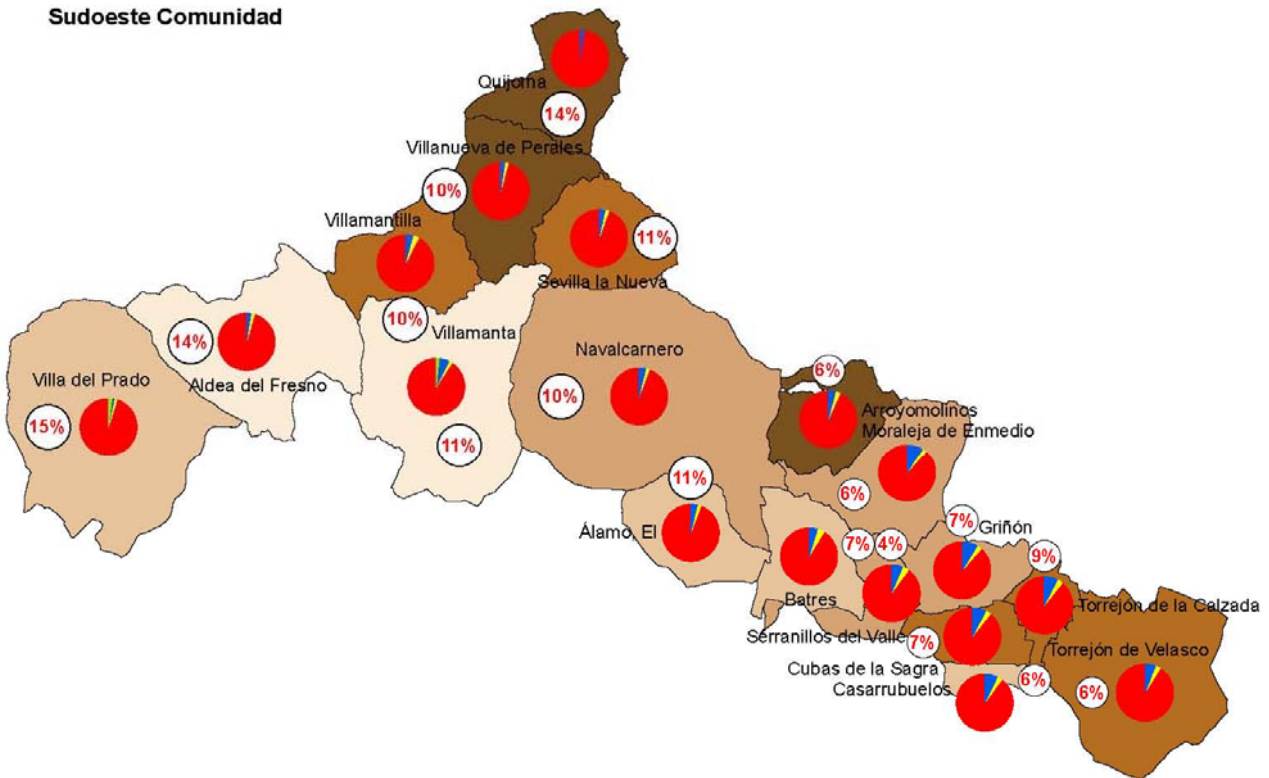 Sudoeste Comunidad
Quijorna
14%
Villanueva de Perales
10%
Villamantilla
11%
Sevilla la Nueva
10%
Villamanta
14%
Navalcarnero
6%
Villa del Prado
Aldea del Fresno
10%
Arroyomolinos
15%
Moraleja de Enmedio
11%
11%
6%
7%
Álamo, El
Griñón
7%
4%
9%
Batres
Torrejón de la Calzada
Serranillos del Valle
7%
Torrejón de Velasco
Cubas de la Sagra
6%
Casarrubuelos
6%